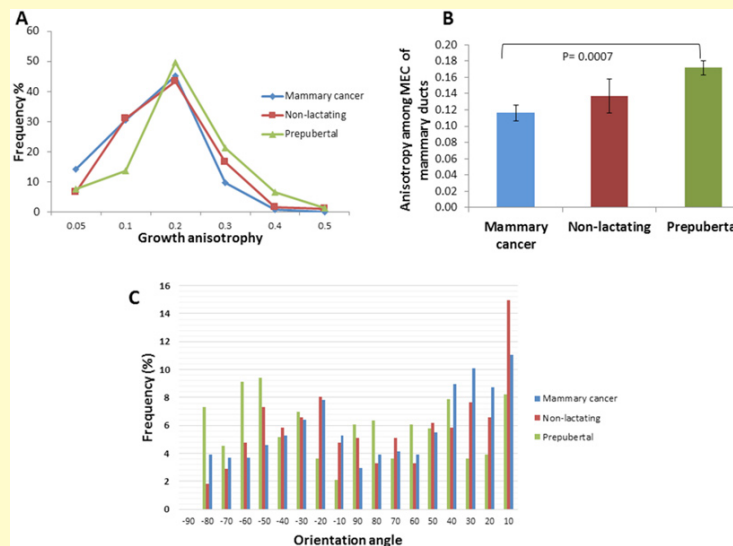 A
Frequency %
60
50
40
30
20
10
0
0.05 0.1 0.2 0.3 0.4 0.5
Growth anisotrophy
Mammary cancer
Non-lactating
Prepubertal
B
Anisotropy among MEC of
mammary ducts
0.20
0.18
0.16
0.14
0.12
0.10
0.08
0.06
0.04
0.02
0.00
P= 0.0007
Mammary
cancer
Non-lactating
Prepuberta
C
Frequency (%)
16
14
12
10
8
6
4
2
0
-90 -80 -70 -60 -50 -40 -30 -20 -10 90 80 70 60 50 40 30 20 10
Orientation angle
Mammary cancer
Non-lactating
Prepubertal